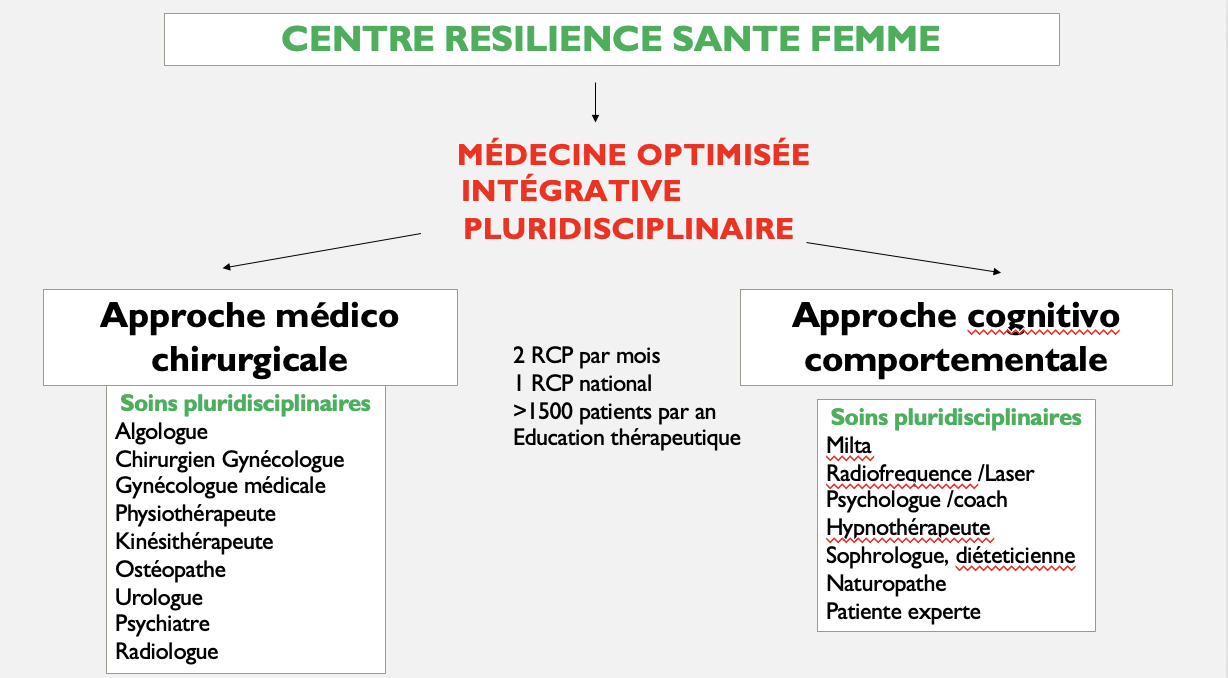 CENTRE RESILIENCE SANTE FEMME
MÉDECINE OPTIMISÉE
INTÉGRATIVE
PLURIDISCIPLINAIRE
Approche médico
chirurgicale
Soins pluridisciplinaires
Algologue
Chirurgien Gynécologue
Gynécologue médicale
Physiothérapeute
Kinésithérapeute
Ostéopathe
Urologue
Psychiatre
Radiologue
2 RCP par mois
1 RCP national
>1500 patients par an
Education thérapeutique
Approche cognitivo
comportementale
Soins pluridisciplinaires
Milta
Radiofrequence /Laser
Psychologue /coach
Hypnothérapeute
Sophrologue, diéteticienne
Naturopathe
Patiente experte